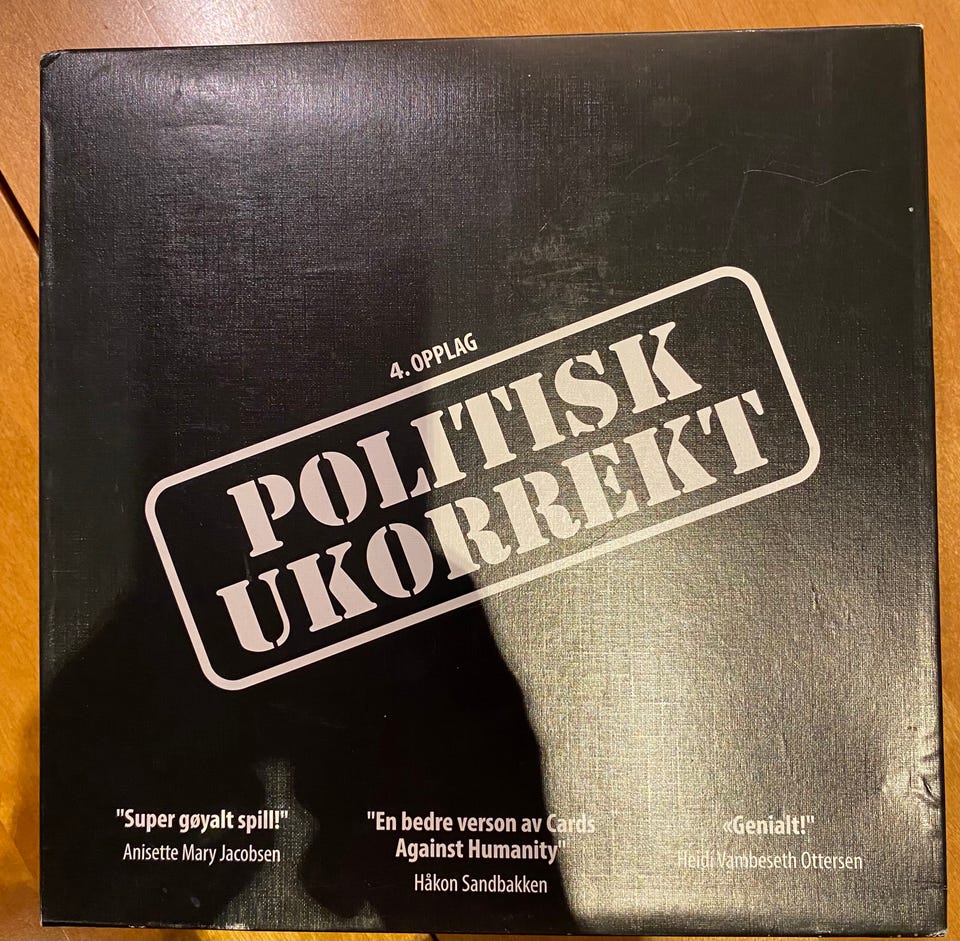 4. OPPLAG
POLITISK
UKORREKT
"Super gøyalt spill!"
Anisette Mary Jacobsen
"En bedre verson av Cards
Against Humanity"
Håkon Sandbakken
«Genialt!"
Heidi Vambeseth Ottersen